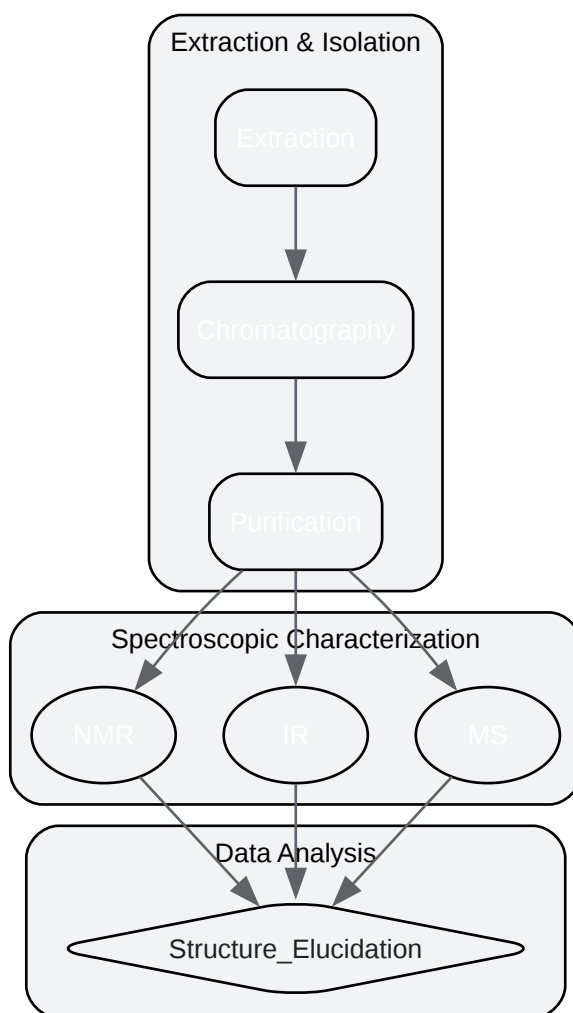 Extraction & Isolation
Extraction
Chromatography
Purification
Spectroscopic Characterization
NMR
IR
MS
Data Analysis
Structure_Elucidation